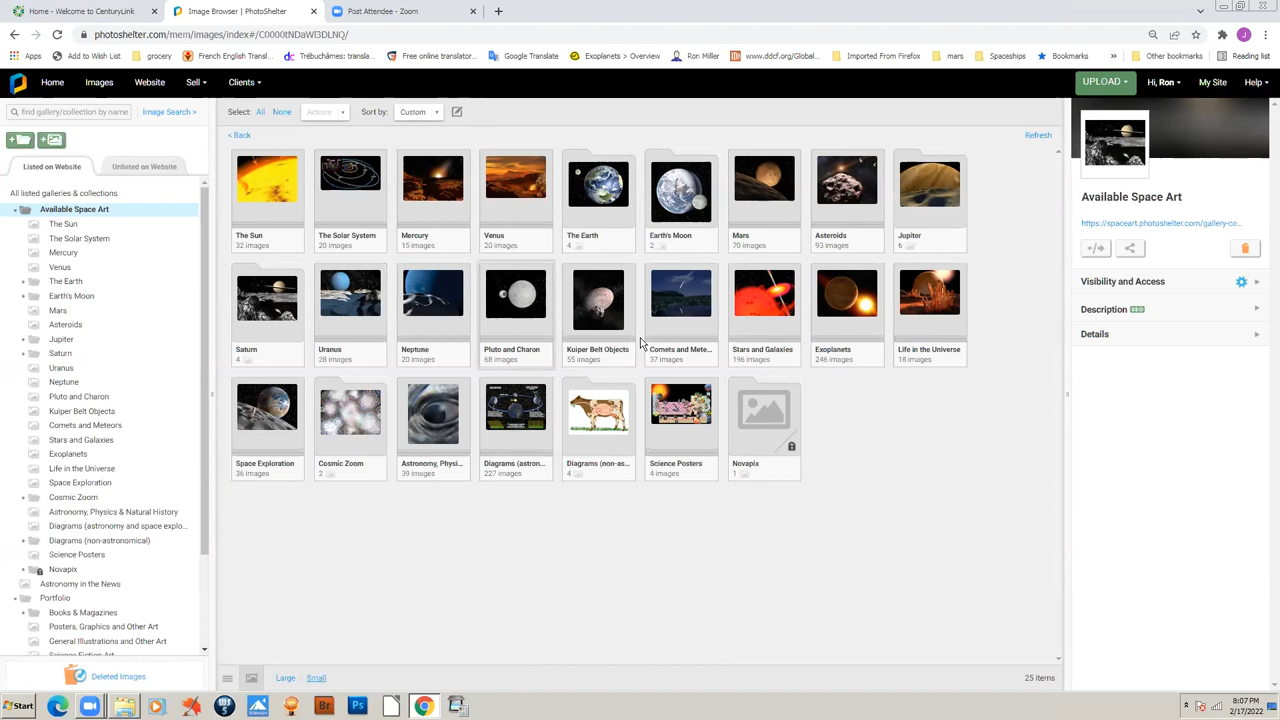 Home - Welcome to CenturyLink
Image Browser | PhotoShelter
Post Attendee - Zoom
photoshelter.com/mem/images/index#/C0000tNDaWl3DLNQ/
Add to Wish List
grocery
French English Transl...
Trébuchâmes: transla...
Free online translator...
Google Translate
Exoplanets > Overview
Ron Miller
www.ddcf.org/Global...
Imported From Firefox
mars
Spaceships
Bookmarks
Other bookmarks
Reading list
Home
Images
Website
Sell
Clients
UPLOAD
Hi, Ron
My Site
Help
find gallery/collection by name
Image Search >
Select: All None
Actions
Sort by:
Custom
< Back
Refresh
Listed on Website
Unlisted on Website
All listed galleries & collections
Available Space Art
The Sun
The Solar System
Mercury
Venus
The Earth
Earth's Moon
Mars
Asteroids
Jupiter
Saturn
Uranus
Neptune
Pluto and Charon
Kuiper Belt Objects
Comets and Meteors
Stars and Galaxies
Exoplanets
Life in the Universe
Space Exploration
Cosmic Zoom
Astronomy, Physics & Natural History
Diagrams (astronomy and space explo...
Diagrams (non-astronomical)
Science Posters
Novapix
Astronomy in the News
Portfolio
Books & Magazines
Posters, Graphics and Other Art
General Illustrations and Other Art
Science Fiction Art
Deleted Images
The Sun
32 images
The Solar System
20 images
Mercury
15 images
Venus
20 images
The Earth
4
Earth's Moon
2
Mars
70 images
Asteroids
93 images
Jupiter
6
Saturn
4
Uranus
28 images
Neptune
20 images
Pluto and Charon
68 images
Kuiper Belt Objects
55 images
Comets and Mete...
37 images
Stars and Galaxies
196 images
Exoplanets
246 images
Life in the Universe
18 images
Space Exploration
36 images
Cosmic Zoom
2
Astronomy, Physi...
39 images
Diagrams (astron...
227 images
Diagrams (non-as...
4
Science Posters
4 images
Novapix
1
Large
Small
25 items
Available Space Art
https://spaceart.photoshelter.com/gallery-co...
Visibility and Access
Description
Details
Start
8:07 PM
2/17/2022